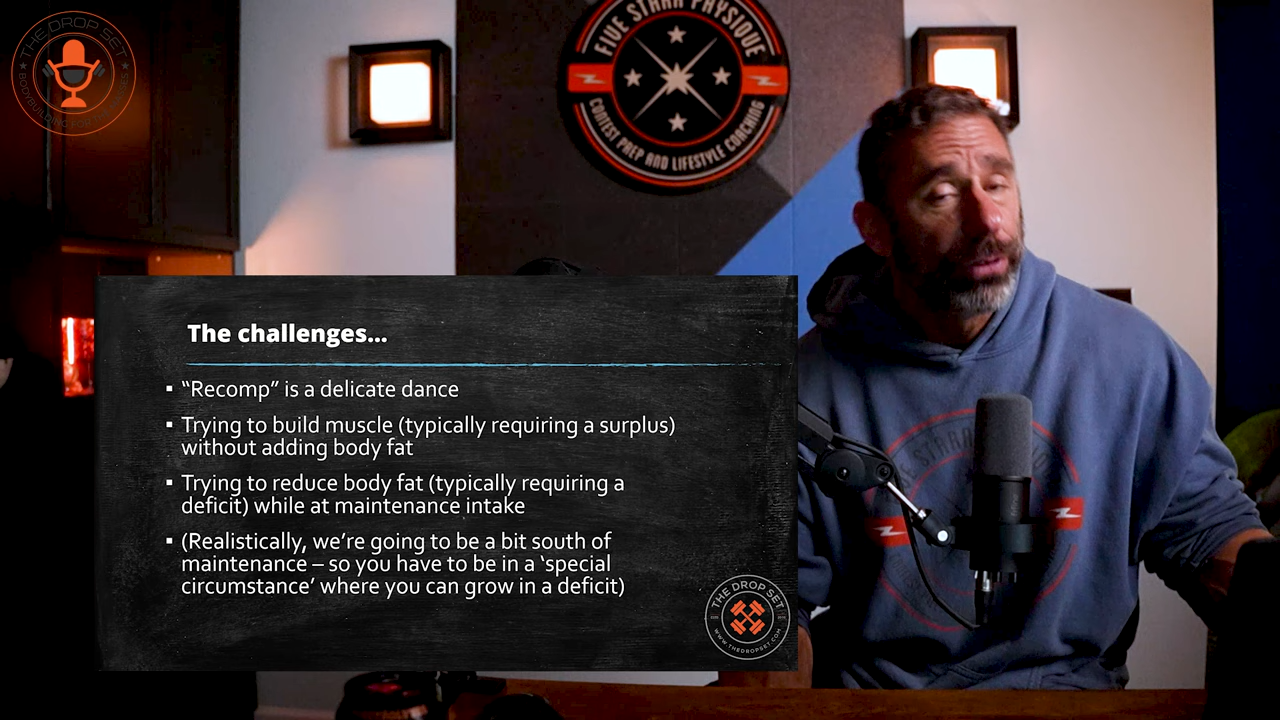 THE DROP SET
BODYBUILDING FOR THE MASSES
FIVE STARR PHYSIQUE
CONTEST PREP AND LIFESTYLE COACHING
The challenges...
▪ “Recomp” is a delicate dance
▪ Trying to build muscle (typically requiring a surplus)
without adding body fat
▪ Trying to reduce body fat (typically requiring a
deficit) while at maintenance intake
▪ (Realistically, we’re going to be a bit south of
maintenance – so you have to be in a ‘special
circumstance’ where you can grow in a deficit)
THE DROP SET
WWW.THEDROPSET.COM
STARR